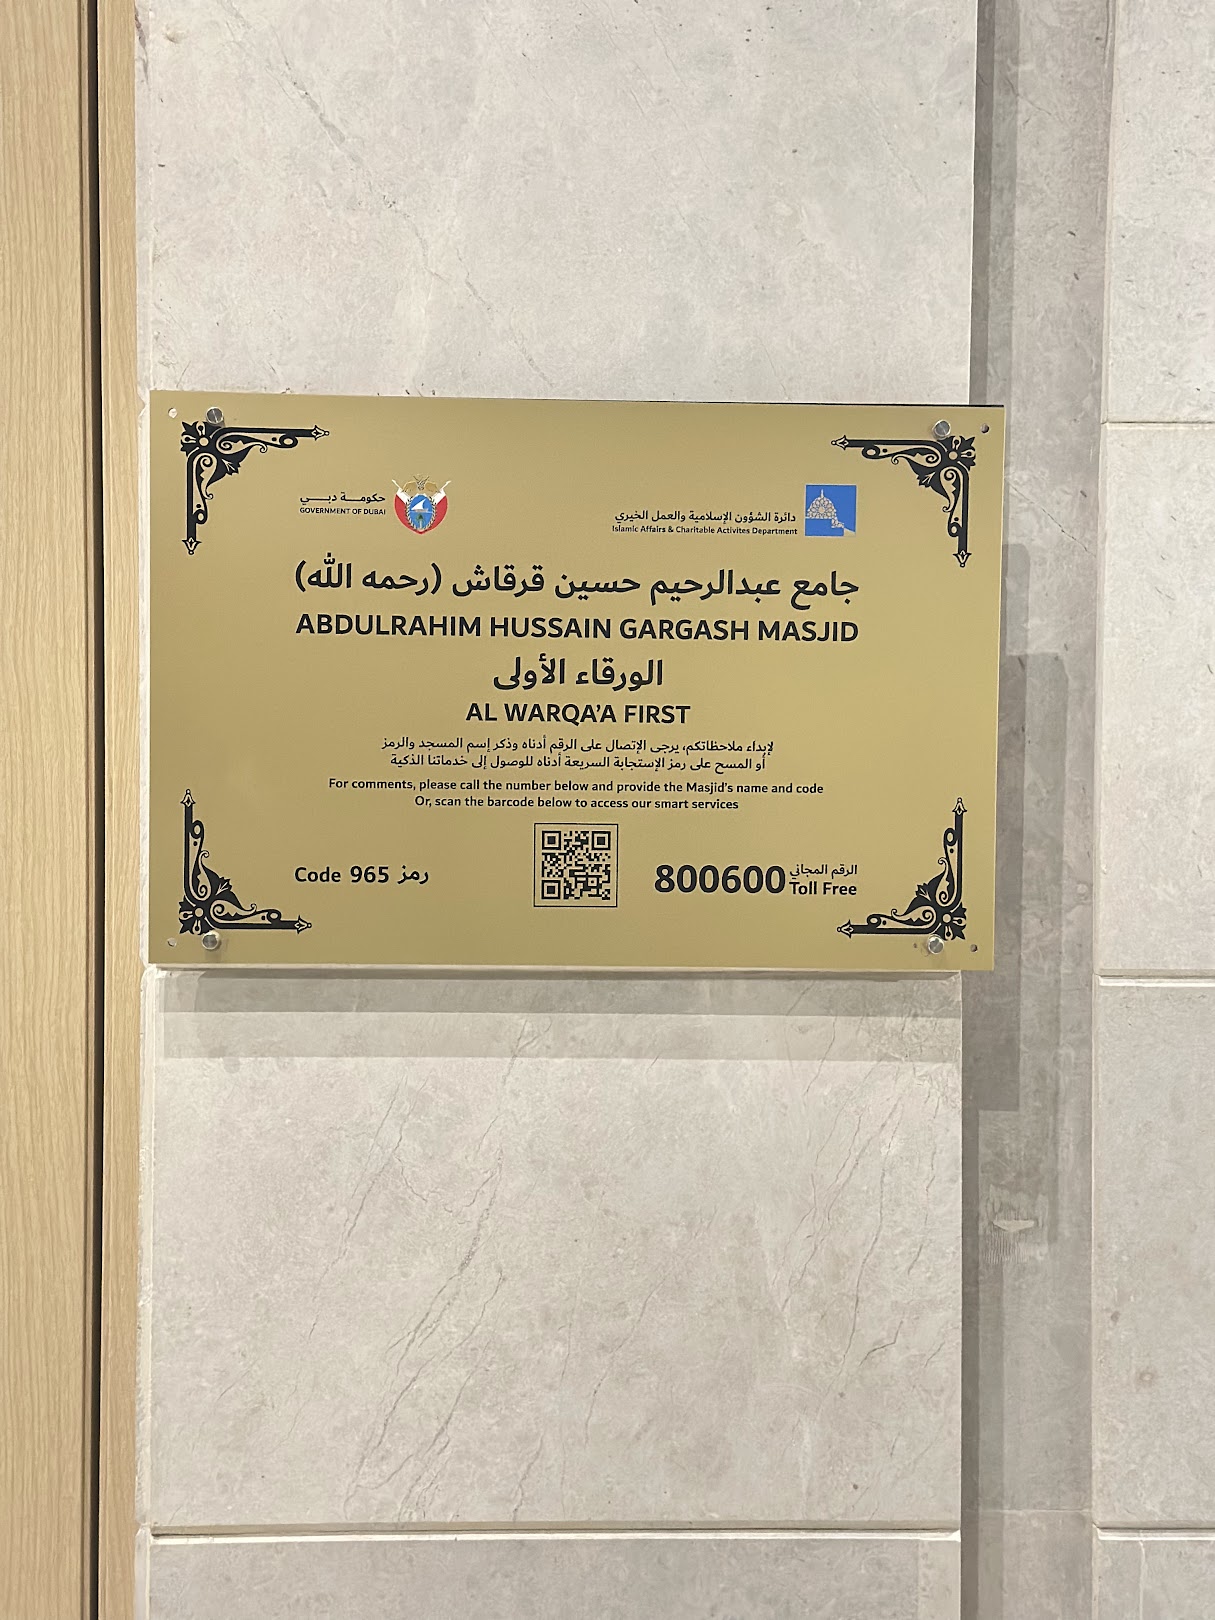 حكومـــة دبـــي
GOVERNMENT OF DUBAI
دائرة الشؤون الإسلامية والعمل الخيري
Islamic Affairs & Charitable Activites Department
جامع عبدالرحيم حسين قرقاش (رحمه الله)
ABDULRAHIM HUSSAIN GARGASH MASJID
الورقاء الأولى
AL WARQA'A FIRST
لإبداء ملاحظاتكم، يرجى الإتصال على الرقم أدناه وذكر إسم المسجد والرمز
أو المسح على رمز الإستجابة السريعة أدناه للوصول إلى خدماتنا الذكية
For comments, please call the number below and provide the Masjid's name and code
Or, scan the barcode below to access our smart services
Code 965 رمز
800600
الرقم المجاني
Toll Free